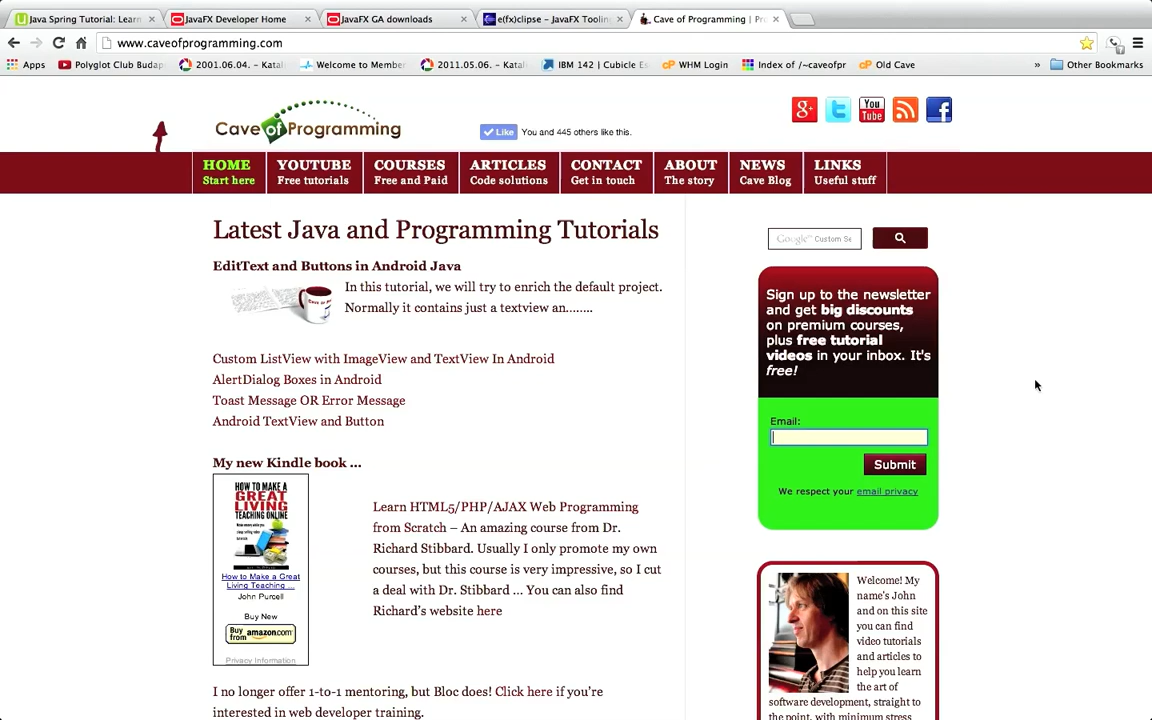 Java Spring Tutorial: Learn
JavaFX Developer Home
JavaFX GA downloads
e(fx)clipse – JavaFX Toolin
Cave of Programming | Pr
www.caveofprogramming.com
Apps
Polyglot Club Budap
2001.06.04. - Katal
Welcome to Member
2011.05.06. - Katal
IBM 142 | Cubicle Es
WHM Login
Index of /~caveofpr
Old Cave
»
Other Bookmarks
Cave of Programming
Like
You and 445 others like this.
g+
You
Tube
HOME
Start here
YOUTUBE
Free tutorials
COURSES
Free and Paid
ARTICLES
Code solutions
CONTACT
Get in touch
ABOUT
The story
NEWS
Cave Blog
LINKS
Useful stuff
Latest Java and Programming Tutorials
EditText and Buttons in Android Java
In this tutorial, we will try to enrich the default project.
Normally it contains just a textview an........
Custom ListView with ImageView and TextView In Android
AlertDialog Boxes in Android
Toast Message OR Error Message
Android TextView and Button
My new Kindle book ...
HOW TO MAKE A
GREAT
LIVING
TEACHING ONLINE
How to Make a Great
Living Teaching ...
John Purcell
Buy New
Buy from amazon.com
Privacy Information
Learn HTML5/PHP/AJAX Web Programming
from Scratch – An amazing course from Dr.
Richard Stibbard. Usually I only promote my own
courses, but this course is very impressive, so I cut
a deal with Dr. Stibbard ... You can also find
Richard's website here
I no longer offer 1-to-1 mentoring, but Bloc does! Click here if you're
interested in web developer training.
Google™ Custom Se
Sign up to the newsletter
and get big discounts
on premium courses,
plus free tutorial
videos in your inbox. It's
free!
Email:
Submit
We respect your email privacy
Welcome! My
name's John
and on this site
you can find
video tutorials
and articles to
help you learn
the art of
software development, straight to
the point, with minimum stress